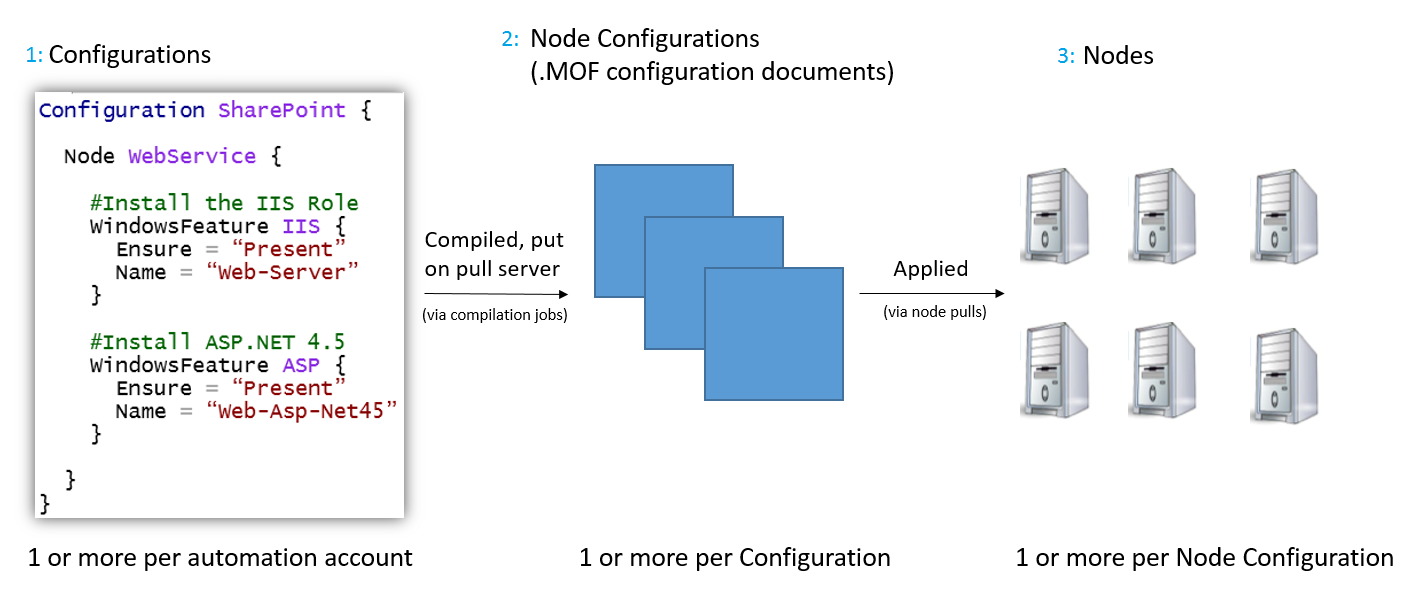 1: Configurations
Configuration SharePoint {
Node WebService {
#Install the IIS Role
WindowsFeature IIS {
Ensure = “Present”
Name = “Web-Server”
}
#Install ASP.NET 4.5
WindowsFeature ASP {
Ensure = “Present”
Name = “Web-Asp-Net45”
}
}
}
1 or more per automation account
Compiled, put
on pull server
(via compilation jobs)
2: Node Configurations
(.MOF configuration documents)
1 or more per Configuration
Applied
(via node pulls)
3: Nodes
1 or more per Node Configuration